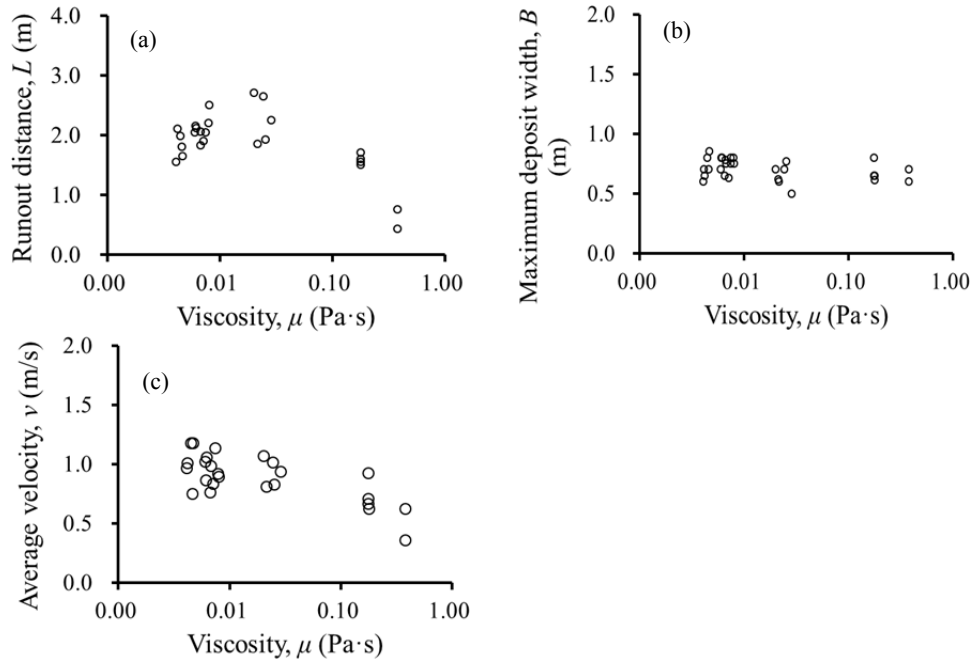 (a)
Runout distance, L (m)
4.0
3.0
2.0
1.0
0.0
0.00 0.01 0.10 1.00
Viscosity, μ (Pa·s)
(b)
Maximum deposit width, B
(m)
2.0
1.5
1.0
0.5
0.0
0.00 0.01 0.10 1.00
Viscosity, μ (Pa·s)
(c)
Average velocity, v (m/s)
2.0
1.5
1.0
0.5
0.0
0.00 0.01 0.10 1.00
Viscosity, μ (Pa·s)